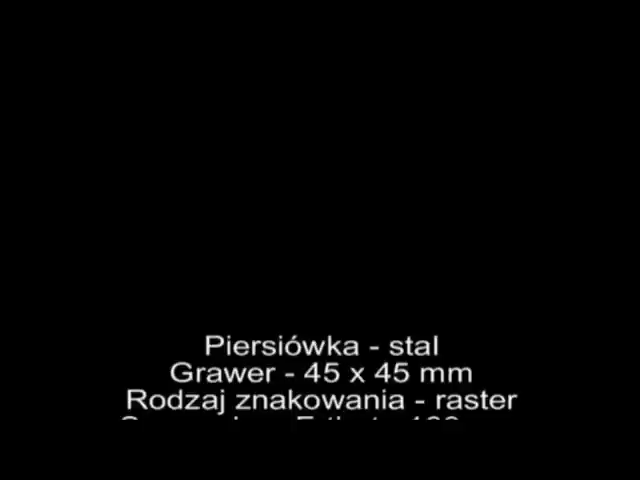 Piersiówka - stal
Grawer - 45 x 45 mm
Rodzaj znakowania - raster